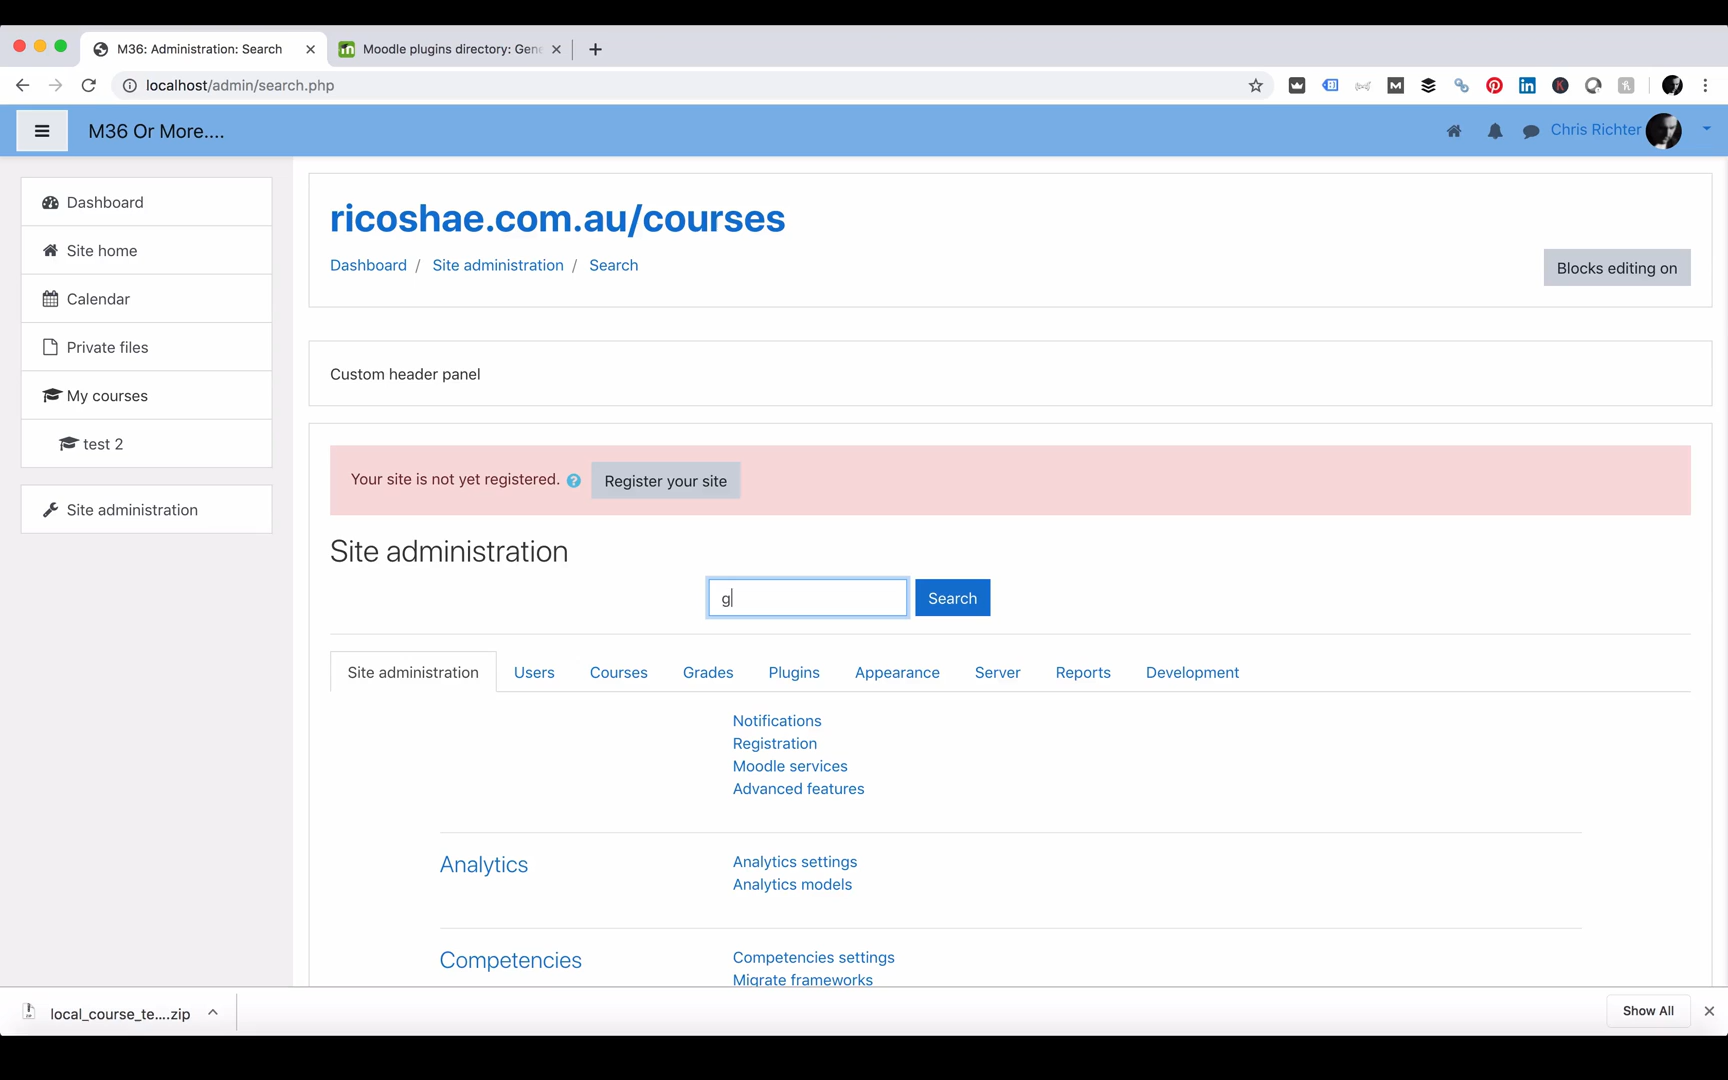 M36: Administration: Search
Moodle plugins directory: Gene
localhost/admin/search.php
M36 Or More....
Chris Richter
Dashboard
Site home
Calendar
Private files
My courses
test 2
Site administration
ricoshae.com.au/courses
Dashboard / Site administration / Search
Blocks editing on
Custom header panel
Your site is not yet registered. ? Register your site
Site administration
g
Search
Site administration Users Courses Grades Plugins Appearance Server Reports Development
Notifications
Registration
Moodle services
Advanced features
Analytics
Analytics settings
Analytics models
Competencies
Competencies settings
Migrate frameworks
local_course_te....zip
Show All